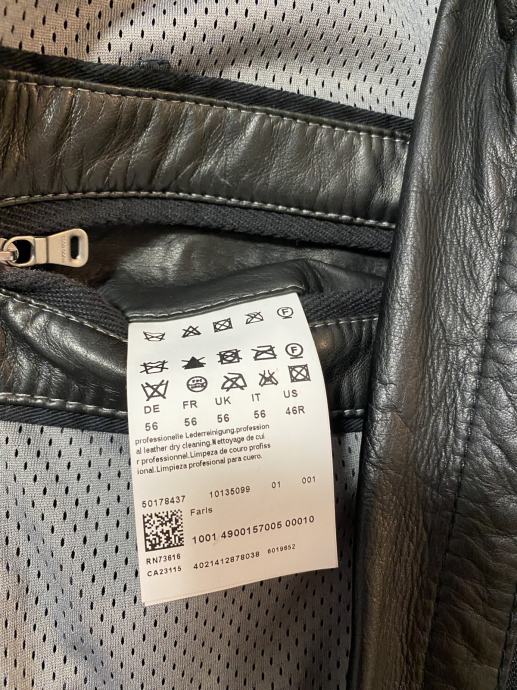 DE FR UK IT US
56 56 56 56 46R
professionelle Lederreinigung.profession
al leather dry cleaning.Nettoyage de cui
r professionnel.Limpeza de couro profiss
ional.Limpieza profesional para cuero.
50178437 10135099 01 001
Faris
1001 4900157005 00010
RN73616
CA23115 4021412878038 6019652